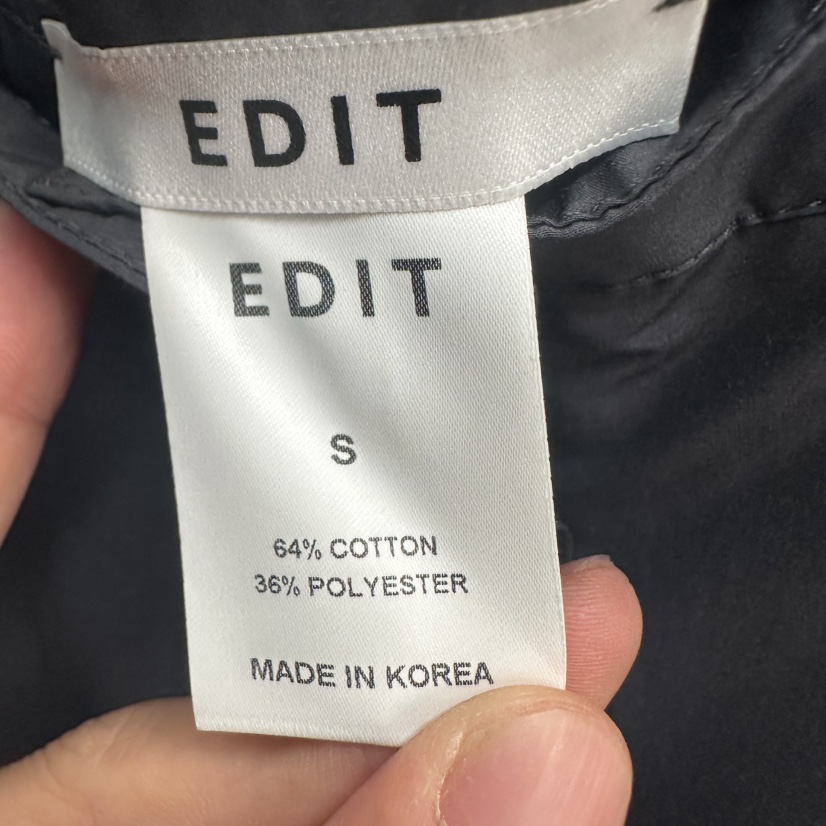 EDIT
EDIT
S
64% COTTON
36% POLYESTER
MADE IN KOREA